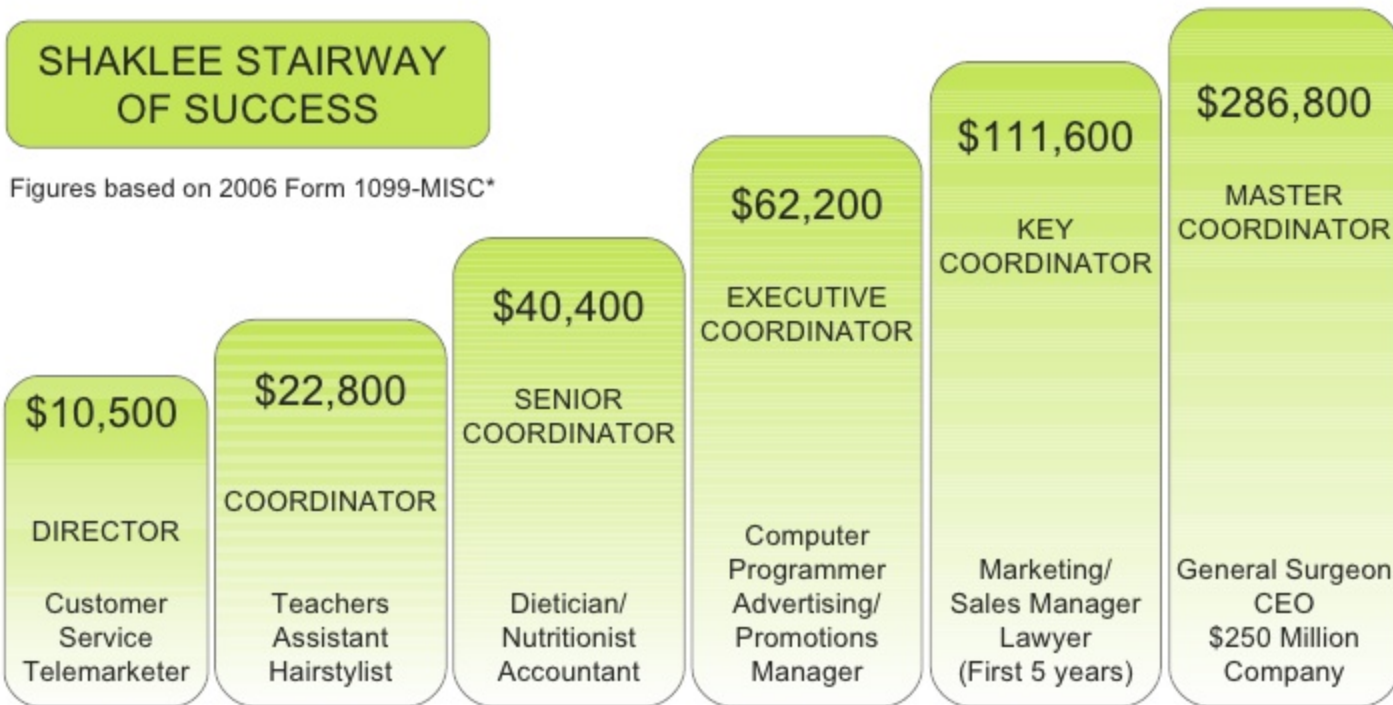 SHAKLEE STAIRWAY
OF SUCCESS
Figures based on 2006 Form 1099-MISC*
$10,500
DIRECTOR
Customer
Service
Telemarketer
$22,800
COORDINATOR
Teachers
Assistant
Hairstylist
$40,400
SENIOR
COORDINATOR
Dietician/
Nutritionist
Accountant
$62,200
EXECUTIVE
COORDINATOR
Computer
Programmer
Advertising/
Promotions
Manager
$111,600
KEY
COORDINATOR
Marketing/
Sales Manager
Lawyer
(First 5 years)
$286,800
MASTER
COORDINATOR
General Surgeon
CEO
$250 Million
Company